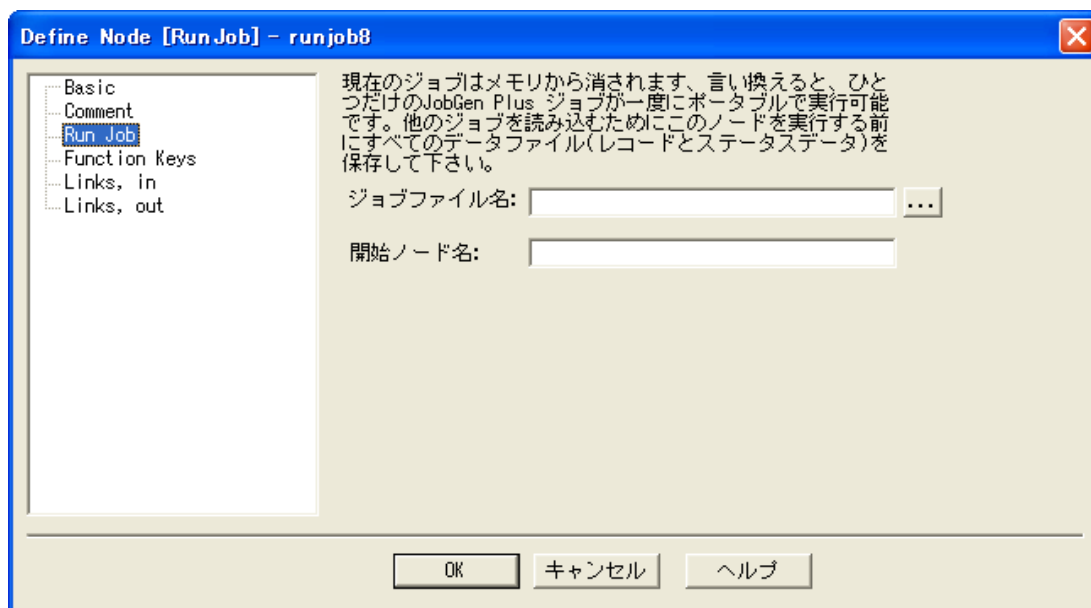 Define Node [RunJob] - runjob8
Basic
Comment
Run Job
Function Keys
Links, in
Links, out
現在のジョブはメモリから消されます、言い換えると、ひと
つだけのJobGen Plus ジョブが一度にポータブルで実行可能
です。他のジョブを読み込むためにこのノードを実行する前
にすべてのデータファイル(レコードとステータスデータ)を
保存して下さい。
ジョブファイル名:
...
開始ノード名:
OK
キャンセル
ヘルプ